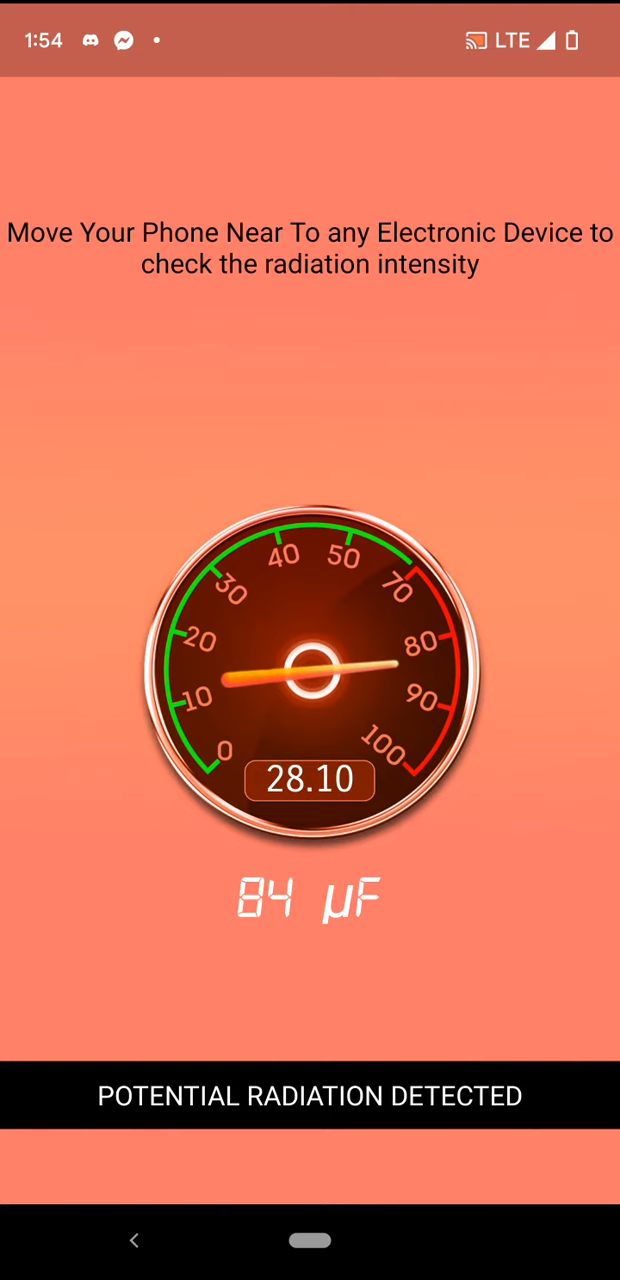 1:54 LTE
Move Your Phone Near To any Electronic Device to
check the radiation intensity
40 50
30 70
20 80
10 90
0 100
28.10
84 µF
POTENTIAL RADIATION DETECTED